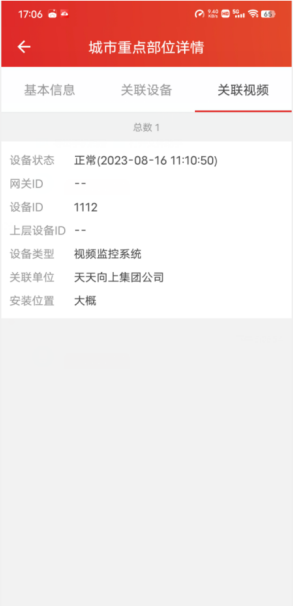 17:06
5G
65
城市重点部位详情
基本信息 关联设备 关联视频
总数 1
设备状态 正常(2023-08-16 11:10:50)
网关ID --
设备ID 1112
上层设备ID --
设备类型 视频监控系统
关联单位 天天向上集团公司
安装位置 大概